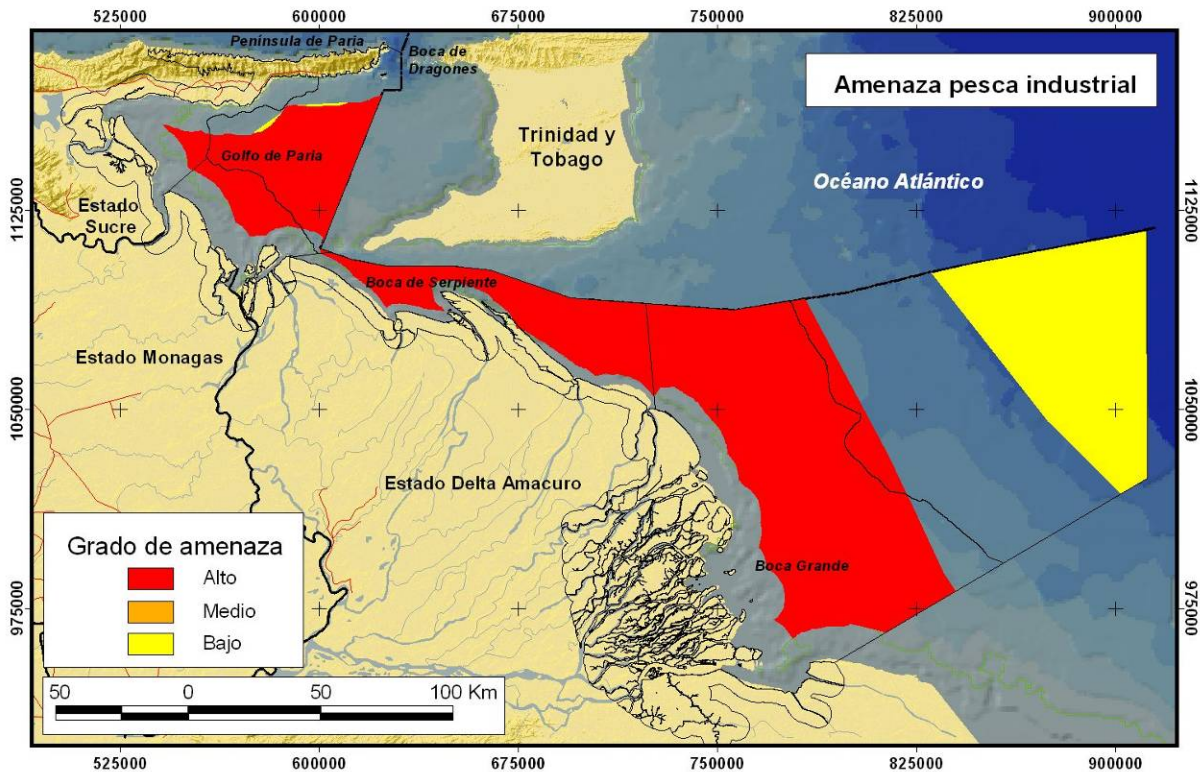 525000 600000 675000 750000 825000 900000
Península de Paria
Boca de
Dragones
Amenaza pesca industrial
Trinidad y
Tobago
Golfo de Paria
Océano Atlántico
1125000
1125000
Estado
Sucre
Boca de Serpiente
Estado Monagas
1050000
1050000
Estado Delta Amacuro
Grado de amenaza
Alto
Medio
Bajo
Boca Grande
975000
975000
50 0 50 100 Km
525000 600000 675000 750000 825000 900000